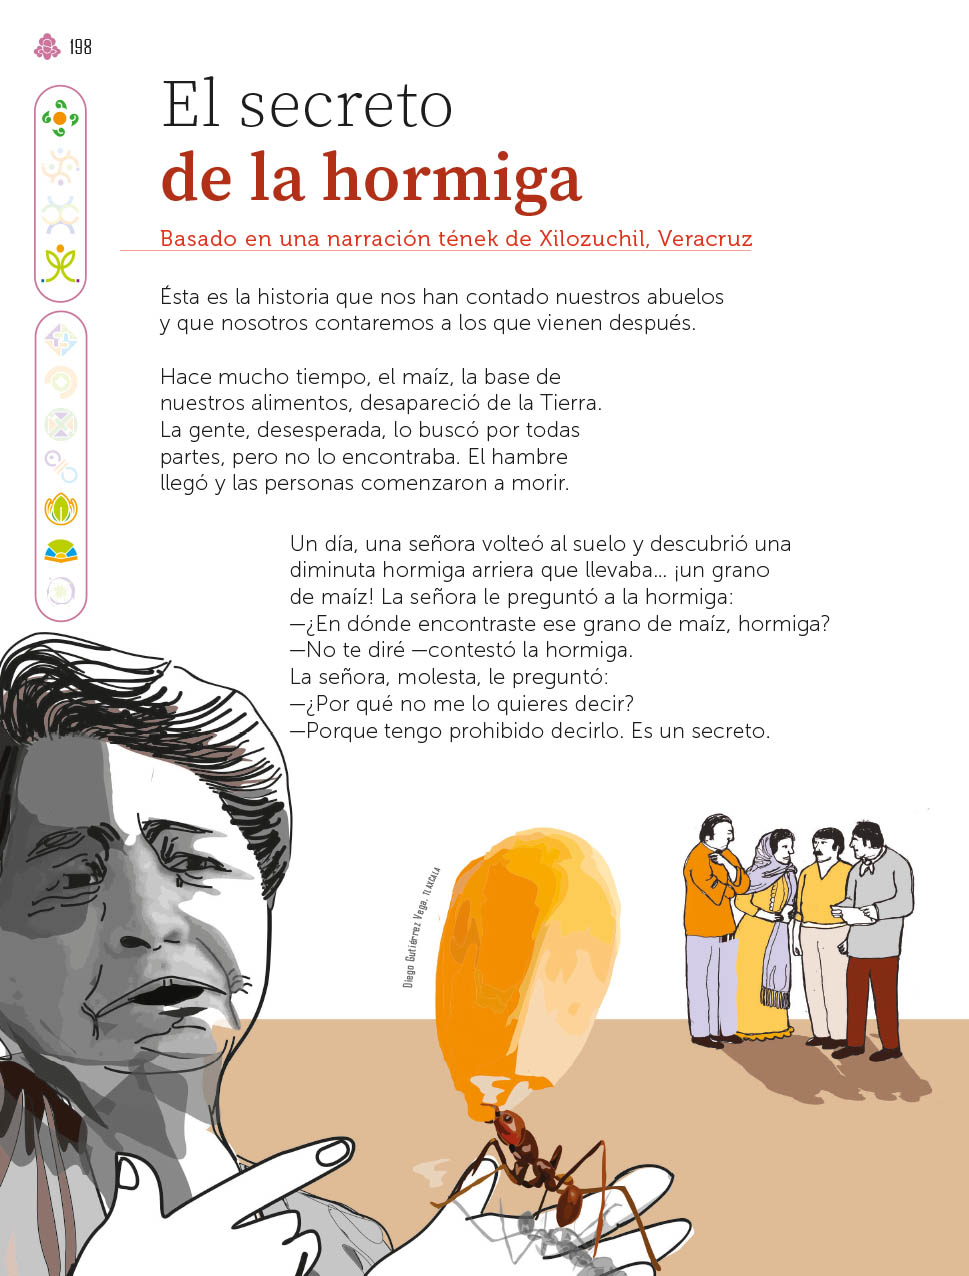 198
El secreto
de la hormiga
Basado en una narración tének de Xilozuchil, Veracruz
Ésta es la historia que nos han contado nuestros abuelos
y que nosotros contaremos a los que vienen después.
Hace mucho tiempo, el maíz, la base de
nuestros alimentos, desapareció de la Tierra.
La gente, desesperada, lo buscó por todas
partes, pero no lo encontraba. El hambre
llegó y las personas comenzaron a morir.
Un día, una señora volteó al suelo y descubrió una
diminuta hormiga arriera que llevaba... ¡un grano
de maíz! La señora le preguntó a la hormiga:
—¿En dónde encontraste ese grano de maíz, hormiga?
—No te diré —contestó la hormiga.
La señora, molesta, le preguntó:
—¿Por qué no me lo quieres decir?
—Porque tengo prohibido decirlo. Es un secreto.
Diego Gutiérrez Vega, TLAXCALA